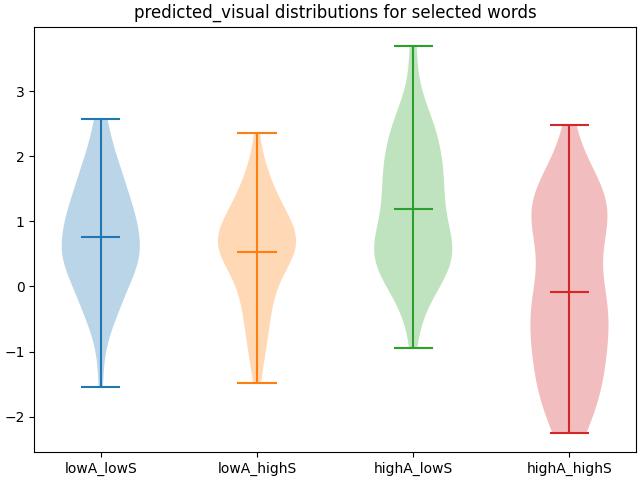 predicted_visual distributions for selected words
3
2
1
0
−1
−2
lowA_lowS
lowA_highS
highA_lowS
highA_highS